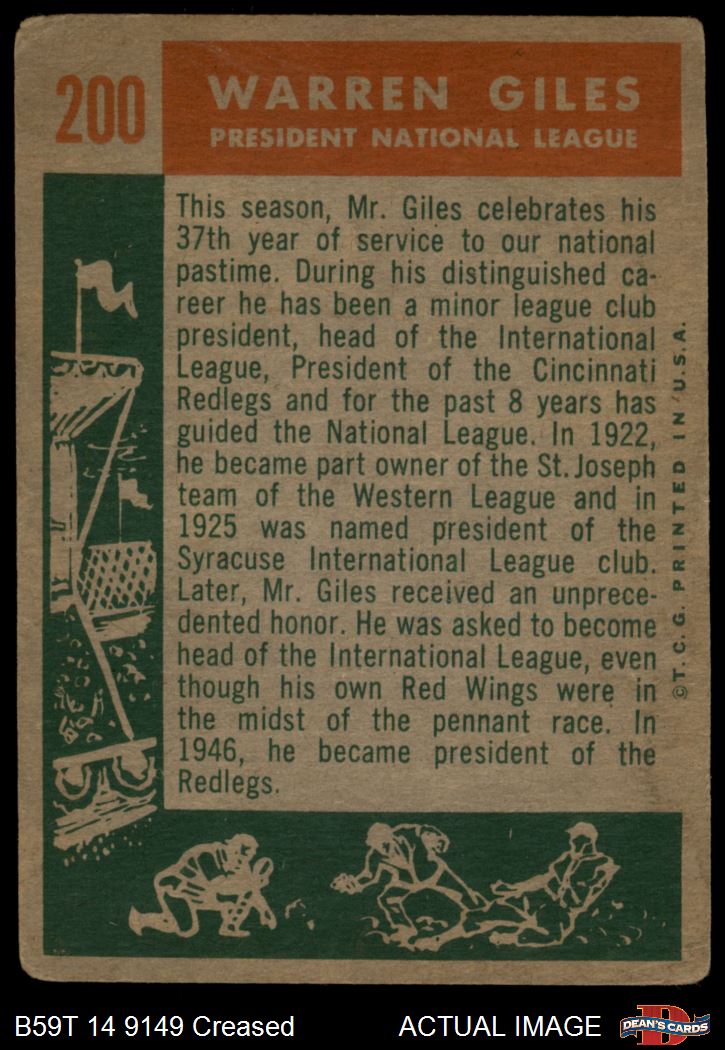 200
WARREN GILES
PRESIDENT NATIONAL LEAGUE
This season, Mr. Giles celebrates his
37th year of service to our national
pastime. During his distinguished ca-
reer he has been a minor league club
president, head of the International
League, President of the Cincinnati
Redlegs and for the past 8 years has
guided the National League. In 1922,
he became part owner of the St. Joseph
team of the Western League and in
1925 was named president of the
Syracuse International League club.
Later, Mr. Giles received an unprece-
dented honor. He was asked to become
head of the International League, even
though his own Red Wings were in
the midst of the pennant race. In
1946, he became president of the
Redlegs.
© T. C. G. PRINTED IN U.S.A.
B59T 14 9149 Creased
ACTUAL IMAGE
D
DEAN'S CARDS